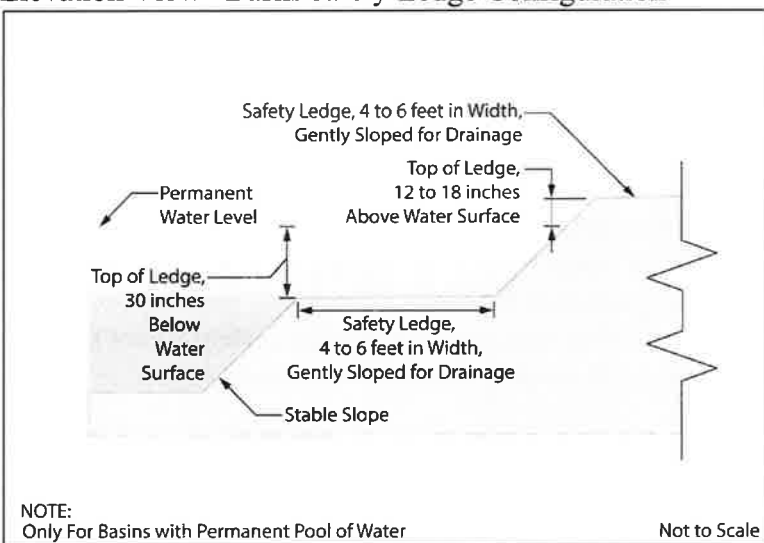 Safety Ledge, 4 to 6 feet in Width,
Gently Sloped for Drainage
Top of Ledge,
12 to 18 inches
Above Water Surface
Permanent
Water Level
Top of Ledge,
30 inches
Below
Water
Surface
Safety Ledge,
4 to 6 feet in Width,
Gently Sloped for Drainage
Stable Slope
NOTE:
Only For Basins with Permanent Pool of Water
Not to Scale